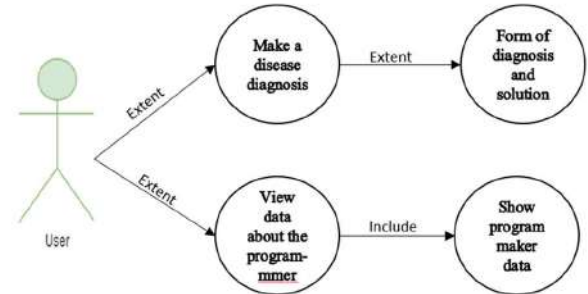 Make a
disease
diagnosis
Extent
Form of
diagnosis
and
solution
Extent
User
Extent
View
data
about the
program-
mmer
Include
Show
program
maker
data